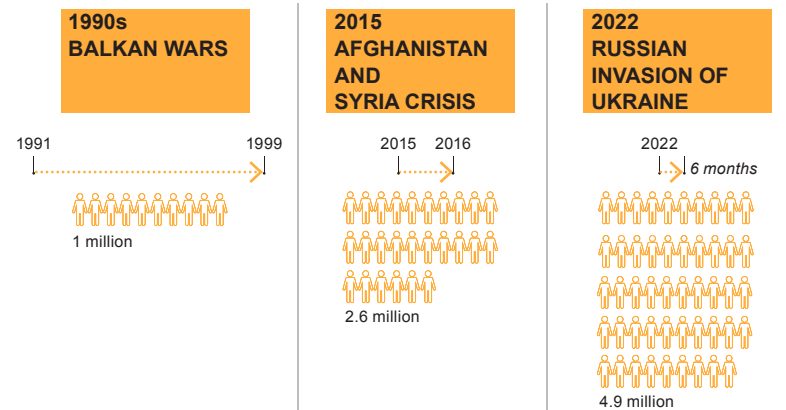 1990s
BALKAN WARS
1991
1999
1 million
2015
AFGHANISTAN
AND
SYRIA CRISIS
2015
2016
2.6 million
2022
RUSSIAN
INVASION OF
UKRAINE
2022
6 months
4.9 million